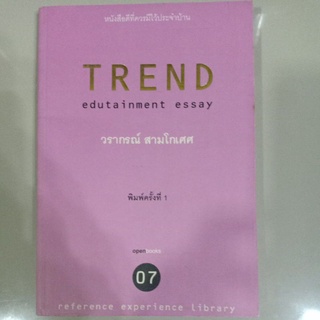 หนังสือดีที่ควรมีไว้ประจำบ้าน
TREND
edutainment essay
วรากรณ์ สามโกเศศ
พิมพ์ครั้งที่ 1
openbooks
07
reference experience library